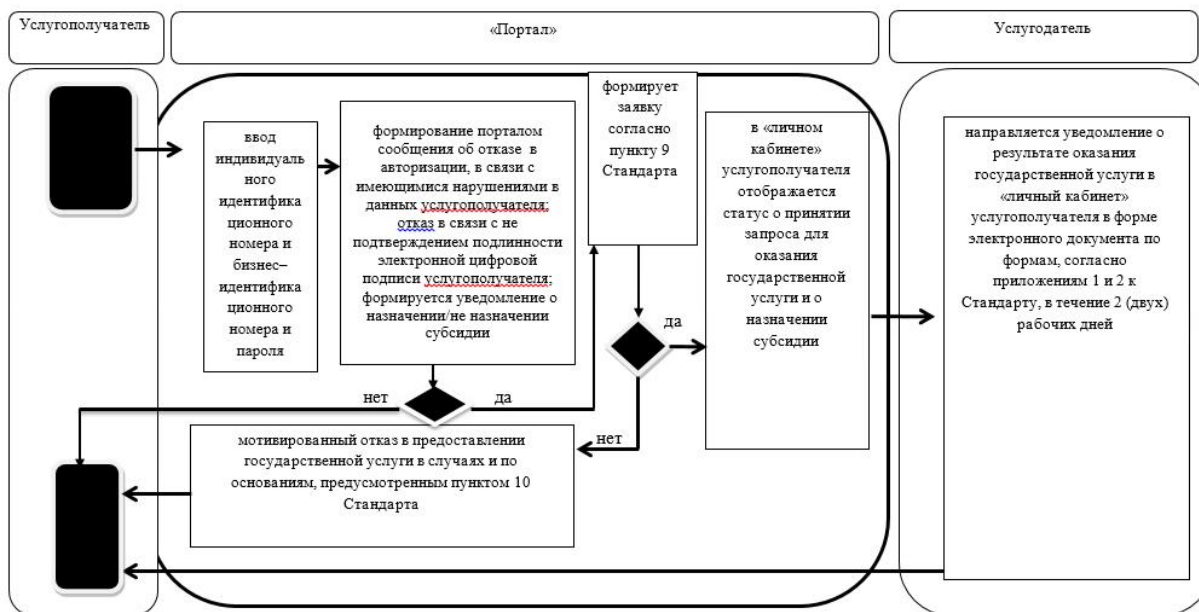 Услугополучатель
«Портал»
Услугодатель
ввод
индивидуаль
ного
идентифика
ционного
номера и
бизнес–
идентифика
ционного
номера и
пароля
формирование порталом
сообщения об отказе в
авторизации, в связи с
имеющимися нарушениями в
данных услугополучателя;
отказ в связи с не
подтверждением подлинности
электронной цифровой
подписи услугополучателя;
формируется уведомление о
назначении/не назначении
субсидии
формирует
заявку
согласно
пункту 9
Стандарта
в «личном
кабинете»
услугополучателя
отображается
статус о принятии
запроса для
оказания
государственной
услуги и о
назначении
субсидии
направляется уведомление о
результате оказания
государственной услуги в
«личный кабинет»
услугополучателя в форме
электронного документа по
формам, согласно
приложениям 1 и 2 к
Стандарту, в течение 2 (двух)
рабочих дней
да
нет
да
нет
мотивированный отказ в предоставлении
государственной услуги в случаях и по
основаниям, предусмотренным пунктом 10
Стандарта